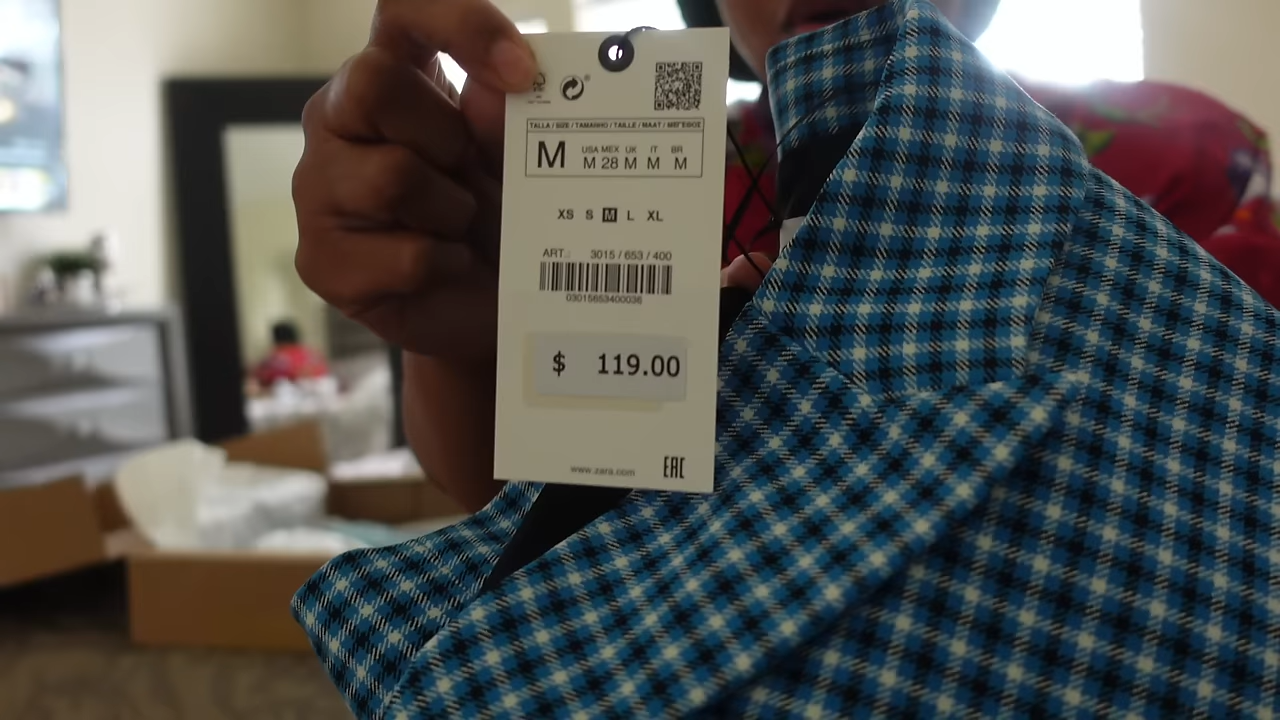 TALLA / SIZE / TAMANHO / TAILLE / MAAT / МЕГЕВОΣ
M
USA MEX UK IT BR
M 28 M M M
XS S M L XL
ART.: 3015 / 653 / 400
03015653400036
$ 119.00
www.zara.com
EAC